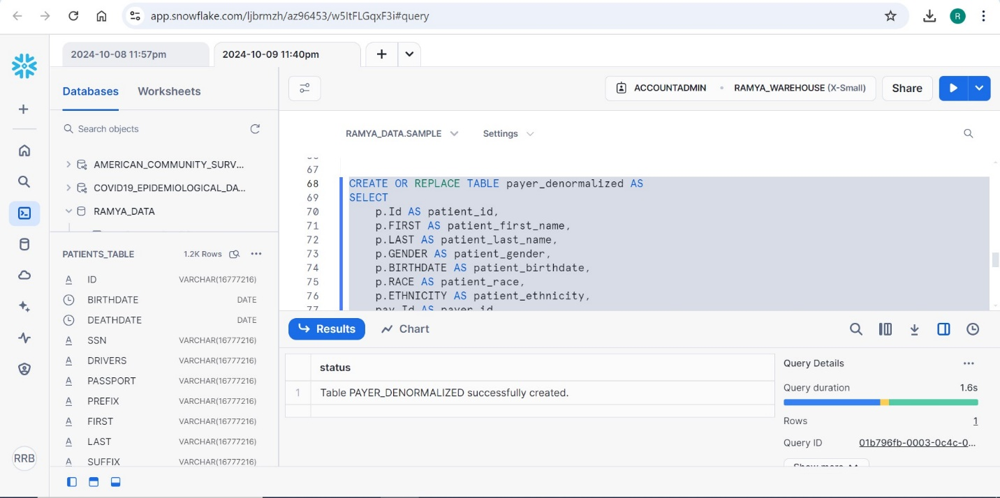 app.snowflake.com/ljbrmzh/az96453/w5ItFLGqxF3i#query
R
2024-10-08 11:57pm
2024-10-09 11:40pm
Databases
Worksheets
ACCOUNTADMIN
RAMYA_WAREHOUSE (X-Small)
Share
Search objects
AMERICAN_COMMUNITY_SURV...
COVID19_EPIDEMIOLOGICAL_DA...
RAMYA_DATA
PATIENTS_TABLE 1.2K Rows
ID VARCHAR(16777216)
BIRTHDATE DATE
DEATHDATE DATE
SSN VARCHAR(16777216)
DRIVERS VARCHAR(16777216)
PASSPORT VARCHAR(16777216)
PREFIX VARCHAR(16777216)
FIRST VARCHAR(16777216)
LAST VARCHAR(16777216)
SUFFIX VARCHAR(16777216)
RRB
RAMYA_DATA.SAMPLE
Settings
67
68 CREATE OR REPLACE TABLE payer_denormalized AS
69 SELECT
70 p.Id AS patient_id,
71 p.FIRST AS patient_first_name,
72 p.LAST AS patient_last_name,
73 p.GENDER AS patient_gender,
74 p.BIRTHDATE AS patient_birthdate,
75 p.RACE AS patient_race,
76 p.ETHNICITY AS patient_ethnicity,
77 pay.Id AS payer_id
Results
Chart
status
1 Table PAYER_DENORMALIZED successfully created.
Query Details
Query duration 1.6s
Rows 1
Query ID 01b796fb-0003-0c4c-0...
Show more